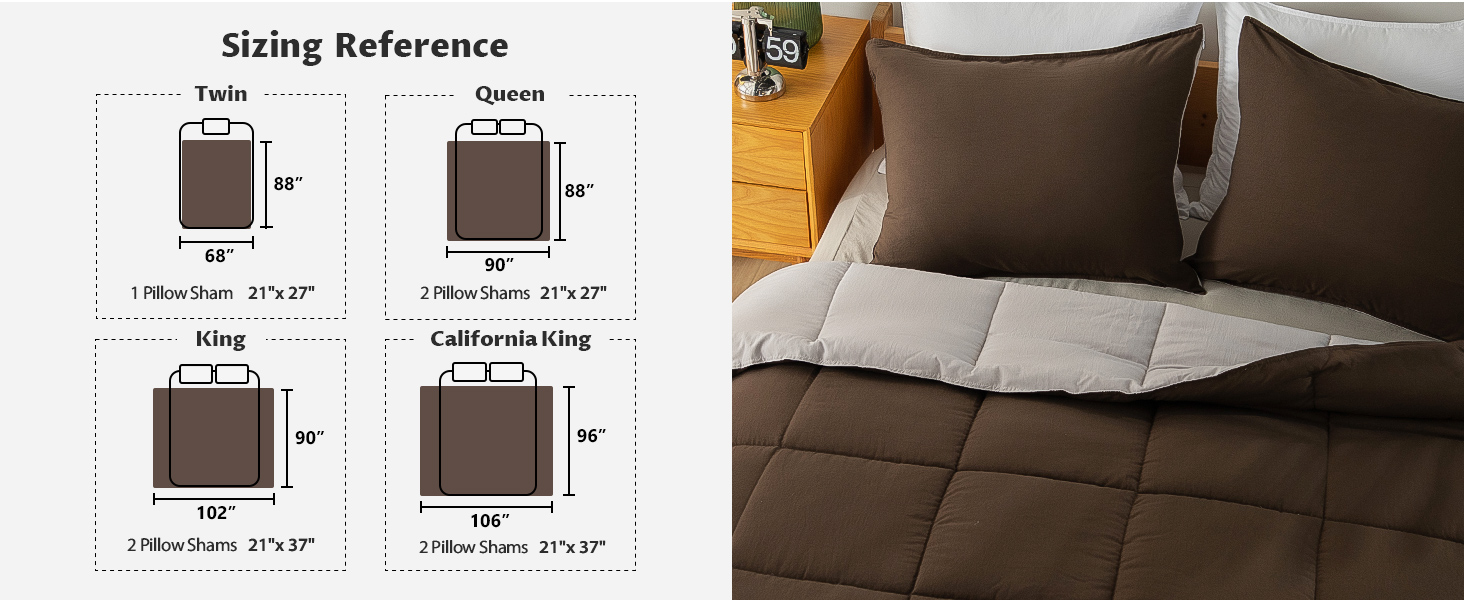 Sizing Reference
Twin
88”
68”
1 Pillow Sham 21"x 27"
Queen
88”
90”
2 Pillow Shams 21"x 27"
King
90”
102”
2 Pillow Shams 21"x 37"
California King
96”
106”
2 Pillow Shams 21"x 37"
59